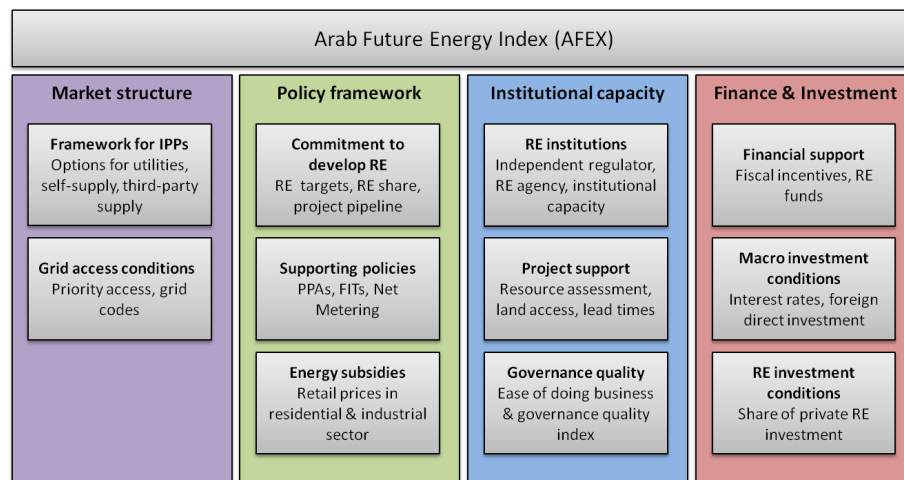 Arab Future Energy Index (AFEX)
Market structure
Framework for IPPs
Options for utilities,
self-supply, third-party
supply
Grid access conditions
Priority access, grid
codes
Policy framework
Commitment to
develop RE
RE targets, RE share,
project pipeline
Supporting policies
PPAs, FITs, Net
Metering
Energy subsidies
Retail prices in
residential & industrial
sector
Institutional capacity
RE institutions
Independent regulator,
RE agency, institutional
capacity
Project support
Resource assessment,
land access, lead times
Governance quality
Ease of doing business
& governance quality
index
Finance & Investment
Financial support
Fiscal incentives, RE
funds
Macro investment
conditions
Interest rates, foreign
direct investment
RE investment
conditions
Share of private RE
investment